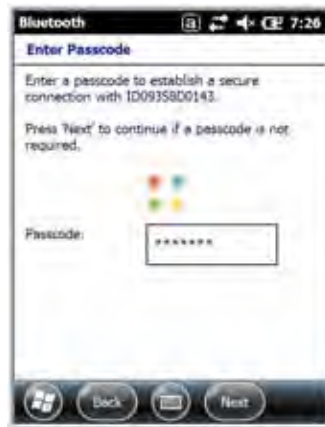 Bluetooth 7:26
Enter Passcode
Enter a passcode to establish a secure
connection with ID09358D0143.
Press 'Next' to continue if a passcode is not
required.
Passcode: *******
Back Next